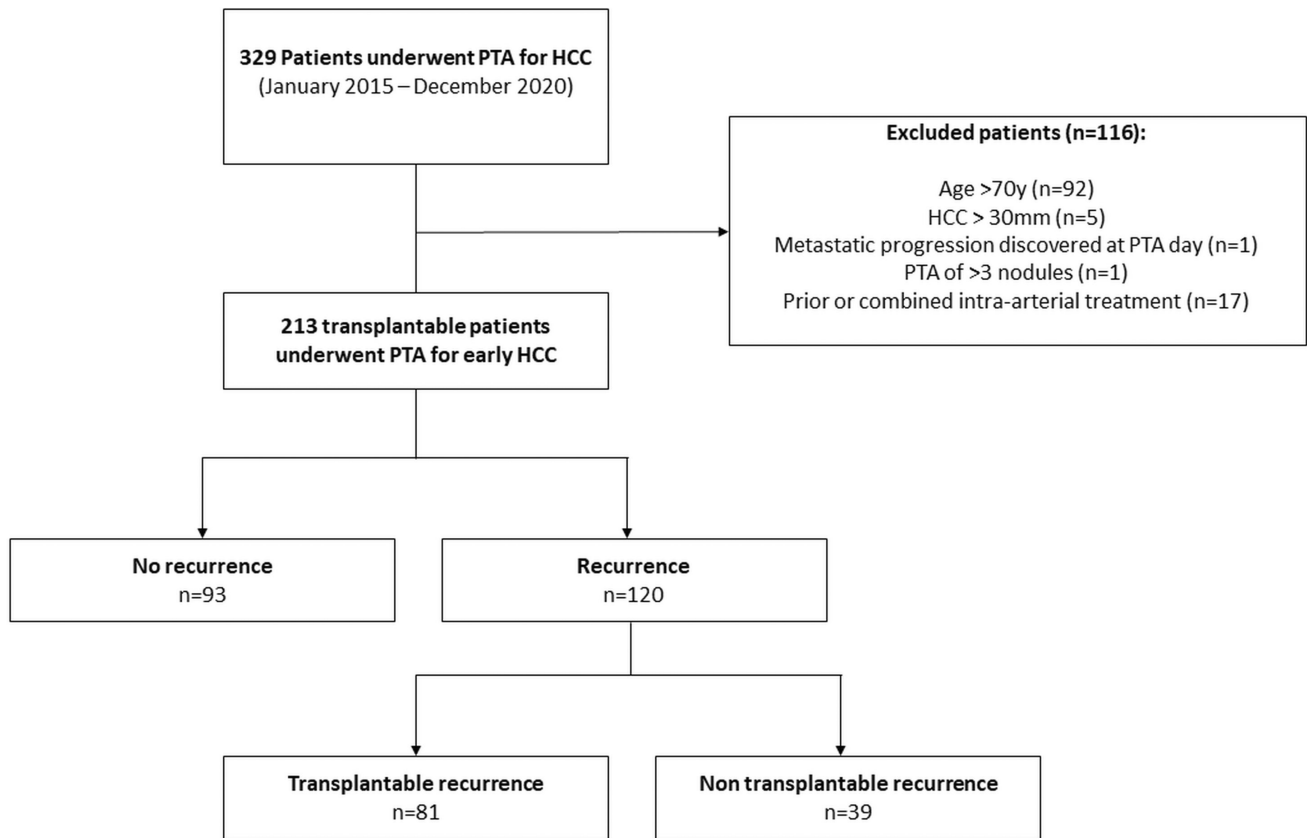 329 Patients underwent PTA for HCC
(January 2015 – December 2020)
Excluded patients (n=116):
Age >70y (n=92)
HCC > 30mm (n=5)
Metastatic progression discovered at PTA day (n=1)
PTA of >3 nodules (n=1)
Prior or combined intra-arterial treatment (n=17)
213 transplantable patients
underwent PTA for early HCC
No recurrence
n=93
Recurrence
n=120
Transplantable recurrence
n=81
Non transplantable recurrence
n=39